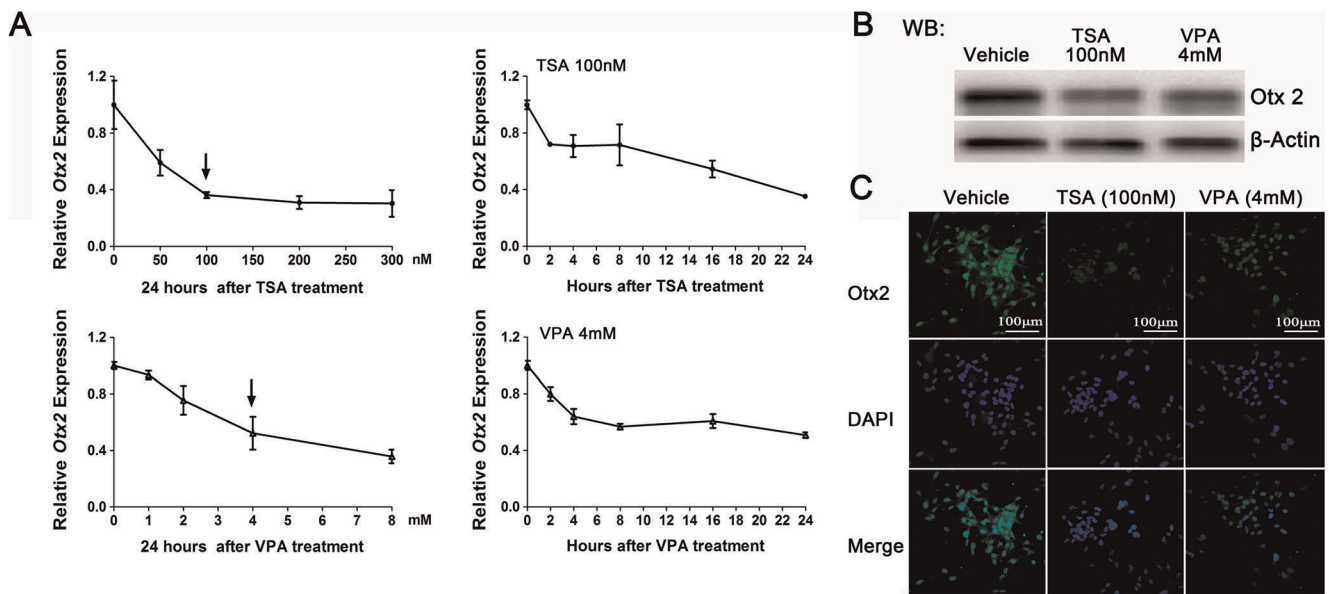 A
Relative Otx2 Expression
1.2
0.8
0.4
0.0
0 50 100 150 200 250 300 nM
24 hours after TSA treatment
TSA 100nM
Relative Otx2 Expression
1.2
0.8
0.4
0.0
0 2 4 6 8 10 12 14 16 18 20 22 24
Hours after TSA treatment
Relative Otx2 Expression
1.2
0.8
0.4
0.0
0 1 2 3 4 5 6 7 8 mM
24 hours after VPA treatment
VPA 4mM
Relative Otx2 Expression
1.2
0.8
0.4
0.0
0 2 4 6 8 10 12 14 16 18 20 22 24
Hours after VPA treatment
B WB:
Vehicle
TSA
100nM
VPA
4mM
Otx 2
β-Actin
C
Vehicle TSA (100nM) VPA (4mM)
Otx2
100μm 100μm 100μm
DAPI
Merge